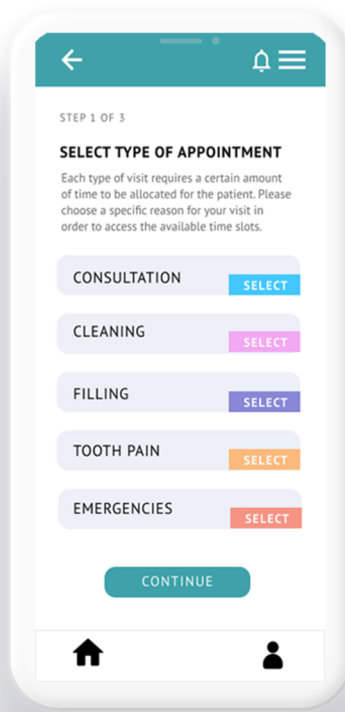 STEP 1 OF 3
SELECT TYPE OF APPOINTMENT
Each type of visit requires a certain amount
of time to be allocated for the patient. Please
choose a specific reason for your visit in
order to access the available time slots.
CONSULTATION
SELECT
CLEANING
SELECT
FILLING
SELECT
TOOTH PAIN
SELECT
EMERGENCIES
SELECT
CONTINUE